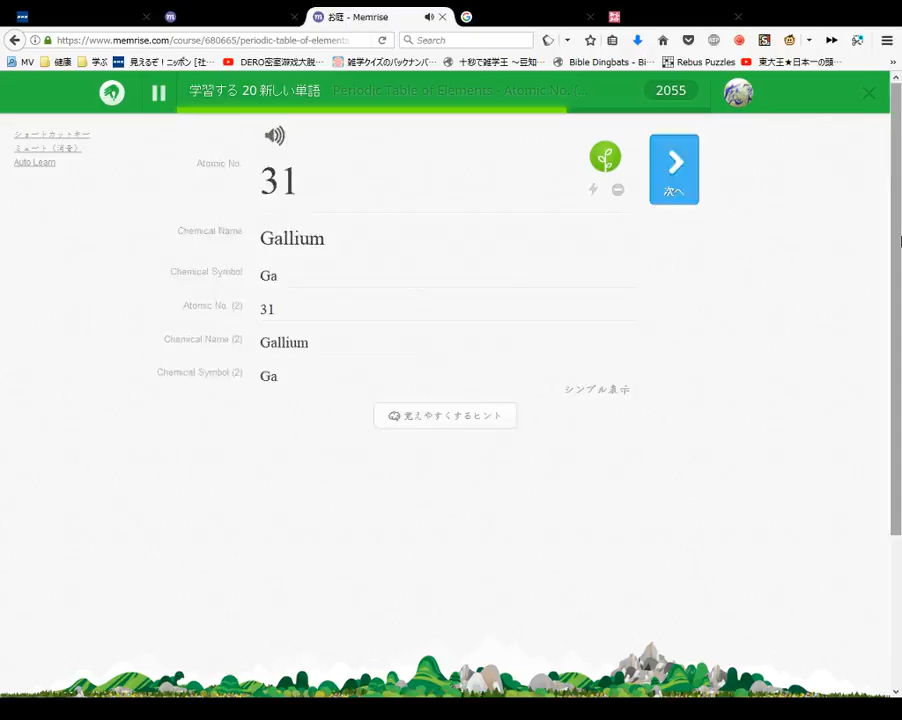 お庭 - Memrise
https://www.memrise.com/course/680665/periodic-table-of-elements
Search
MV
健康
学ぶ
見えるぞ！ニッポン [社…
DERO密室游戏大脱…
雑学クイズのバックナンバ…
十秒で雑学王 ～豆知…
Bible Dingbats - Bi…
Rebus Puzzles
東大王★日本一の頭…
学習する 20 新しい単語
Periodic Table of Elements - Atomic No./ (…
2055
ショートカットキー
ミュート（消音）
Auto Learn
Atomic No.
31
次へ
Chemical Name
Gallium
Chemical Symbol
Ga
Atomic No. (2)
31
Chemical Name (2)
Gallium
Chemical Symbol (2)
Ga
シンプル表示
覚えやすくするヒント